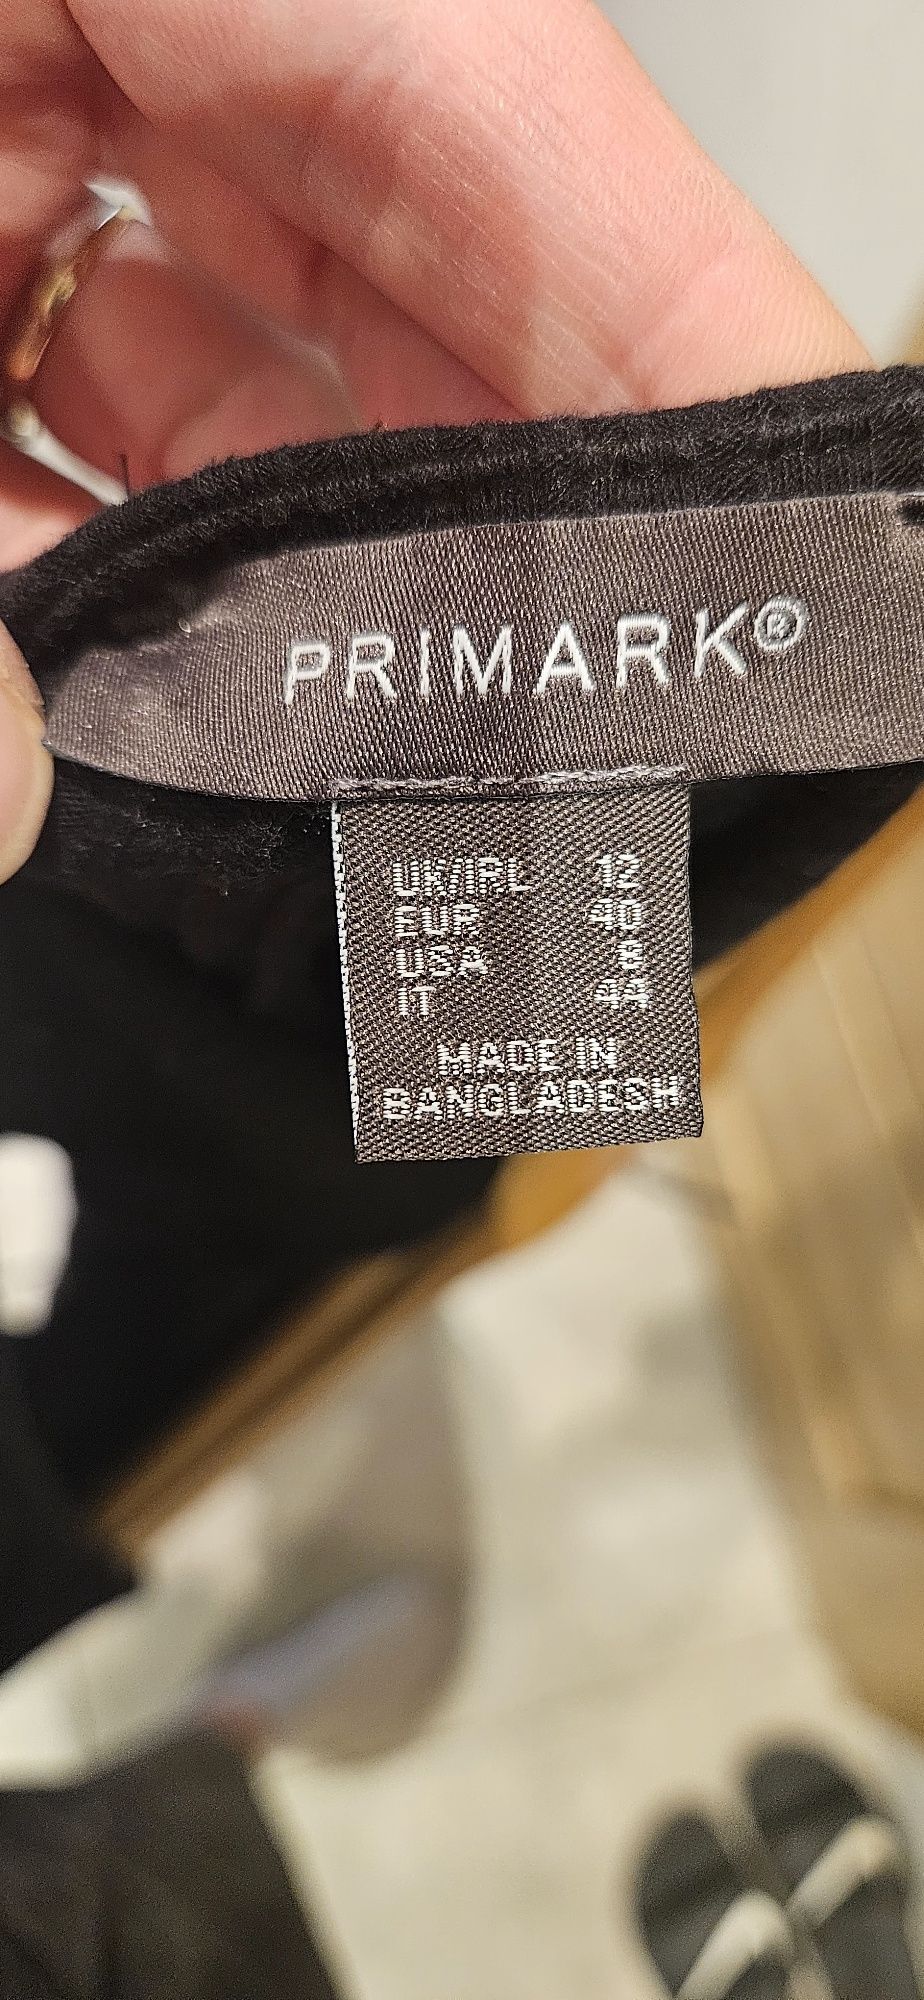 PRIMARK®
UK/IRL 12
EUR 40
USA 8
IT 44
MADE IN
BANGLADESH